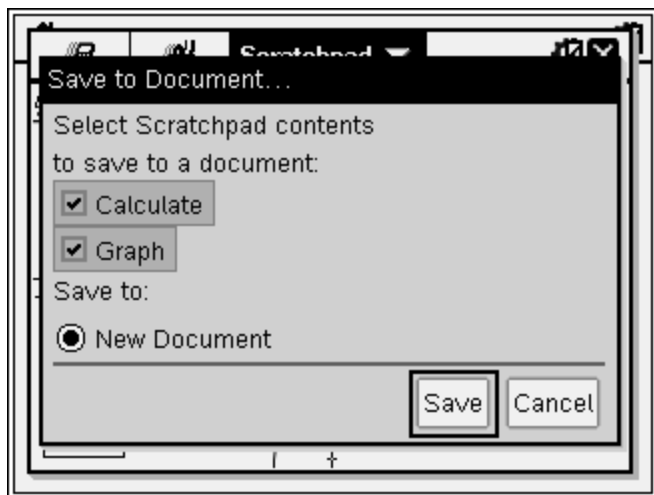 Scratchpad
Save to Document...
Select Scratchpad contents
to save to a document:
Calculate
Graph
Save to:
New Document
Save Cancel